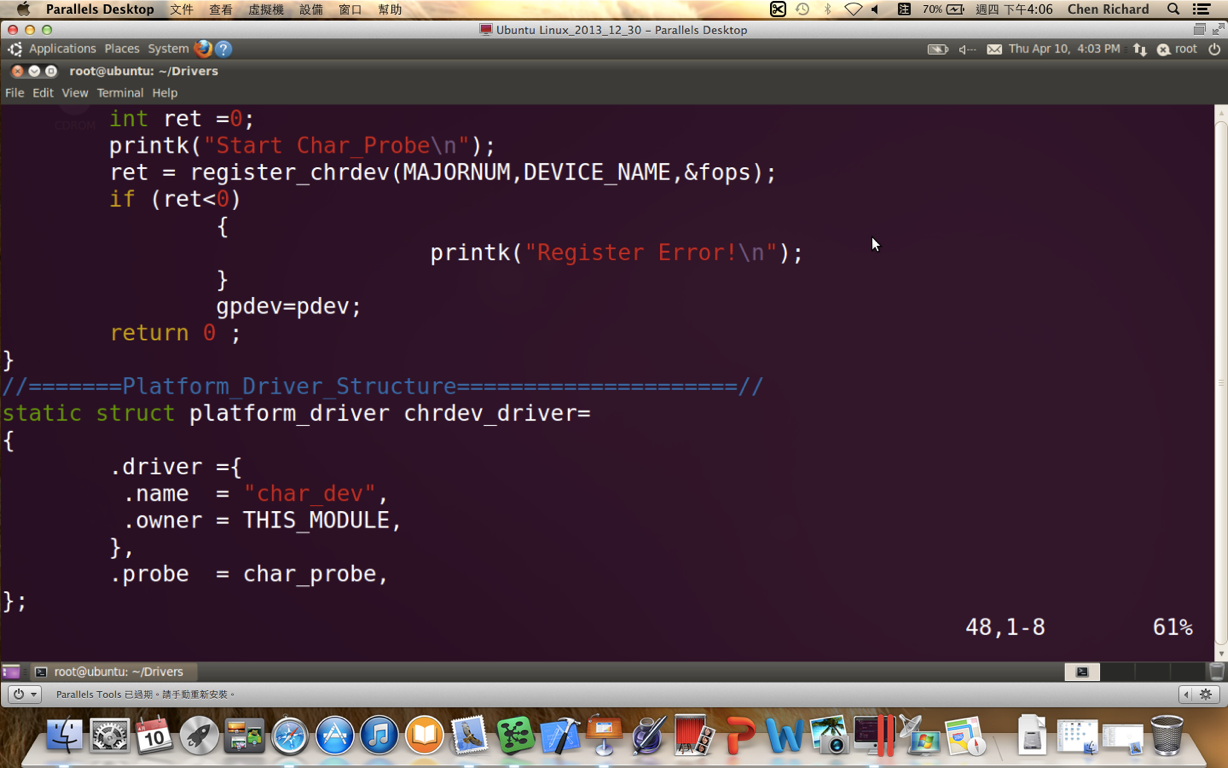 Parallels Desktop 文件 查看 虛擬機 設備 窗口 幫助 70% 週四 下午4:06 Chen Richard
Ubuntu Linux_2013_12_30 – Parallels Desktop
Applications Places System Thu Apr 10, 4:03 PM root
root@ubuntu: ~/Drivers
File Edit View Terminal Help
int ret =0;
printk("Start Char_Probe\n");
ret = register_chrdev(MAJORNUM,DEVICE_NAME,&fops);
if (ret<0)
{
printk("Register Error!\n");
}
gpdev=pdev;
return 0 ;
}
//=======Platform_Driver_Structure=====================//
static struct platform_driver chrdev_driver=
{
.driver ={
.name = "char_dev",
.owner = THIS_MODULE,
},
.probe = char_probe,
};
48,1-8 61%
root@ubuntu: ~/Drivers
Parallels Tools 已過期。請手動重新安裝。
10